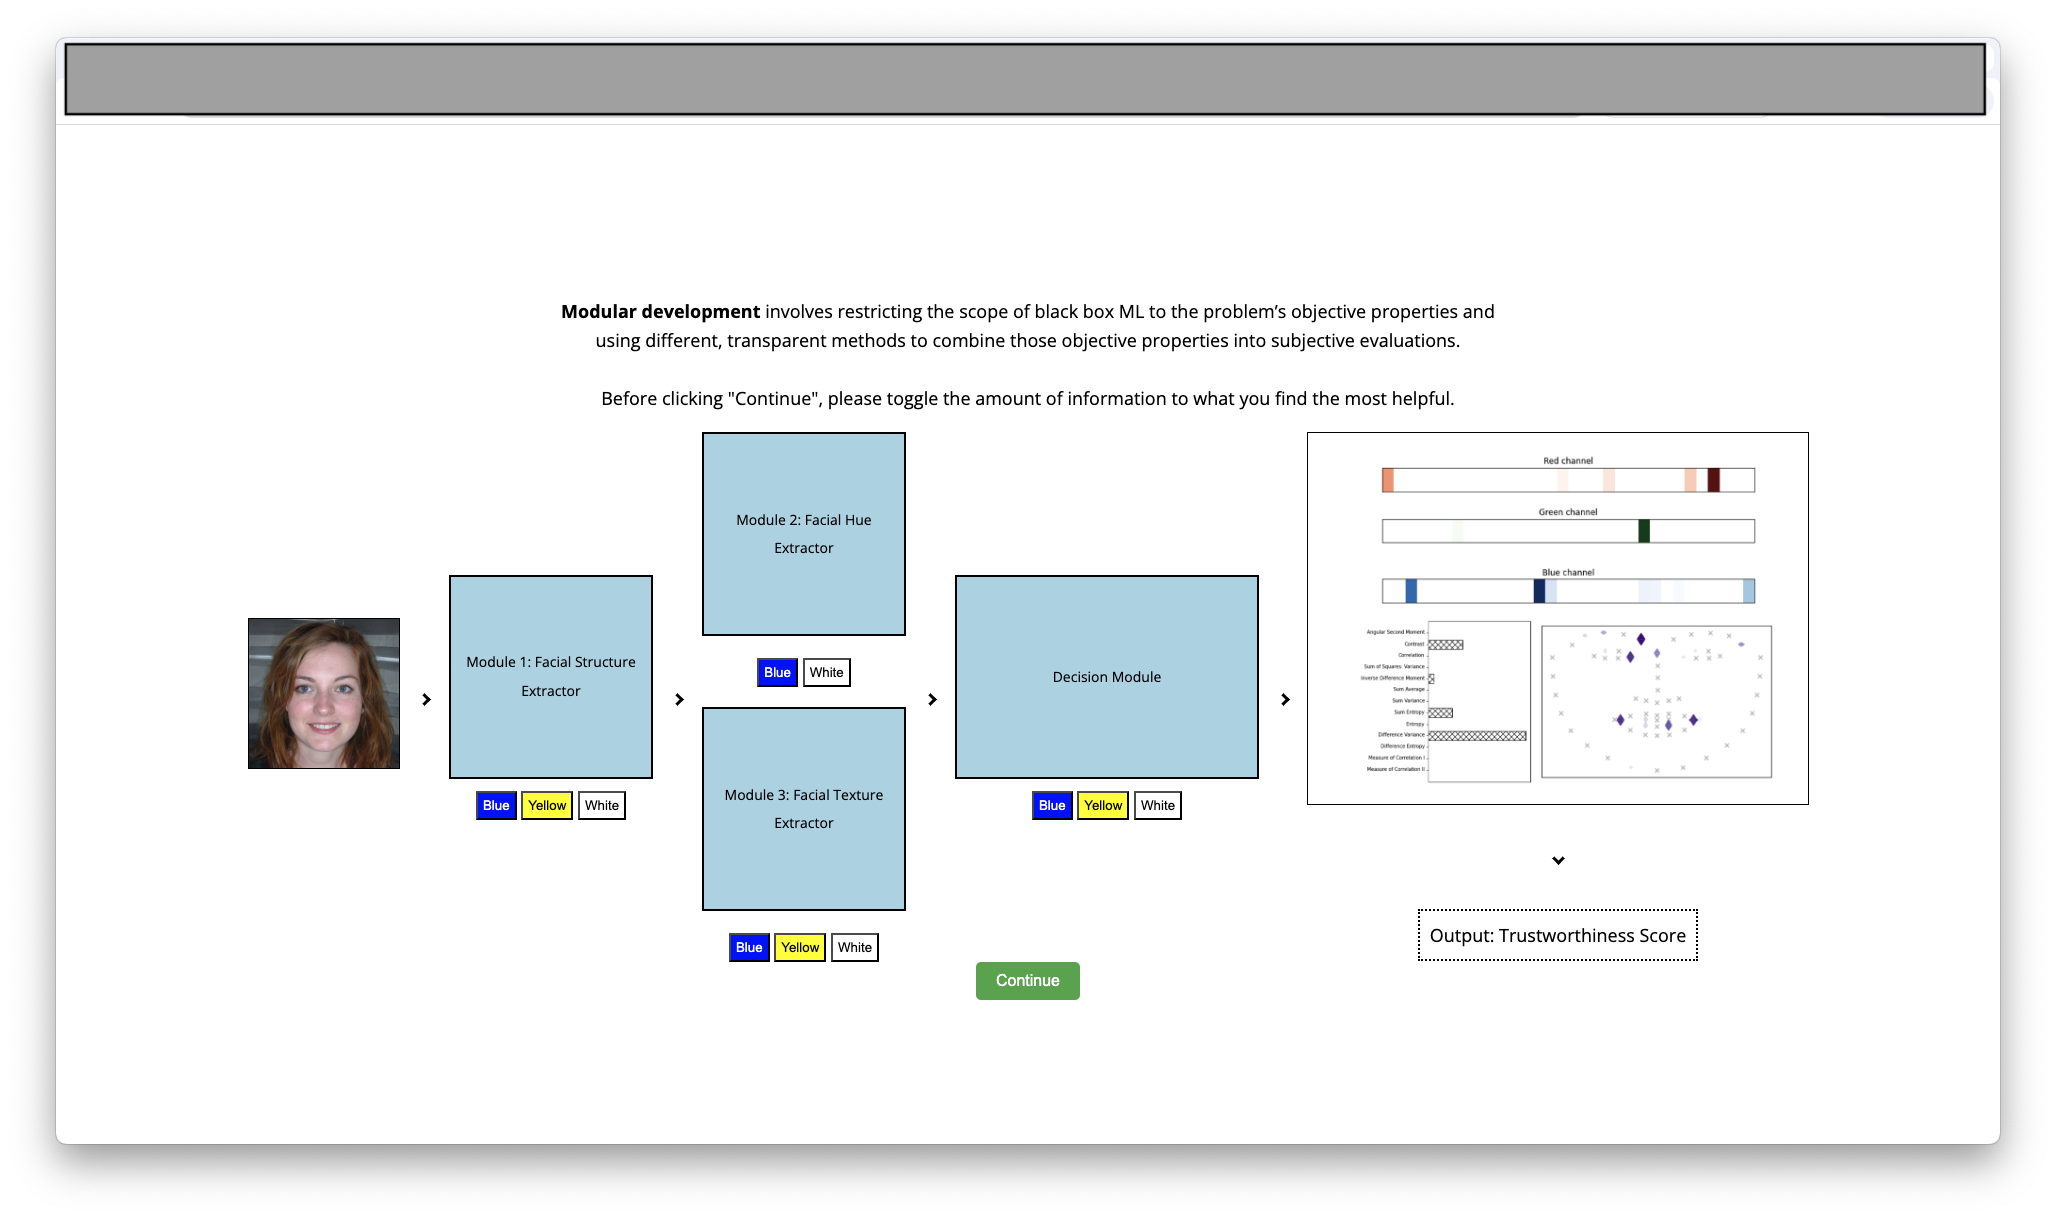 Modular development involves restricting the scope of black box ML to the problem’s objective properties and
using different, transparent methods to combine those objective properties into subjective evaluations.
Before clicking "Continue", please toggle the amount of information to what you find the most helpful.
Module 1: Facial Structure
Extractor
Blue Yellow White
Module 2: Facial Hue
Extractor
Blue White
Module 3: Facial Texture
Extractor
Blue Yellow White
Decision Module
Blue Yellow White
Red channel
Green channel
Blue channel
Angular Second Moment
Contrast
Correlation
Sum of Squares: Variance
Inverse Difference Moment
Sum Average
Sum Variance
Sum Entropy
Entropy
Difference Variance
Difference Entropy
Measure of Correlation I
Measure of Correlation II
Output: Trustworthiness Score
Continue